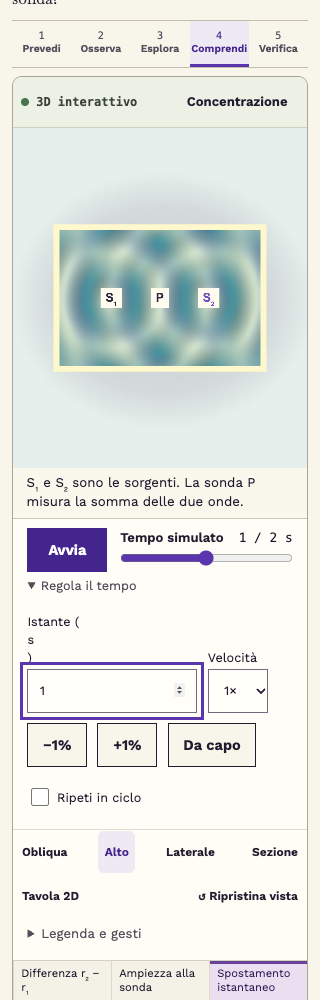 sonda?
1 2 3 4 5
Prevedi Osserva Esplora Comprendi Verifica
3D interattivo Concentrazione
S₁ P S₂
S₁ e S₂ sono le sorgenti. La sonda P
misura la somma delle due onde.
Avvia Tempo simulato 1 / 2 s
▼ Regola il tempo
Istante (
s
) Velocità
1 1×
−1% +1% Da capo
Ripeti in ciclo
Obliqua Alto Laterale Sezione
Tavola 2D ↺ Ripristina vista
▶ Legenda e gesti
Differenza r₂ − Ampiezza alla Spostamento
r₁ sonda istantaneo